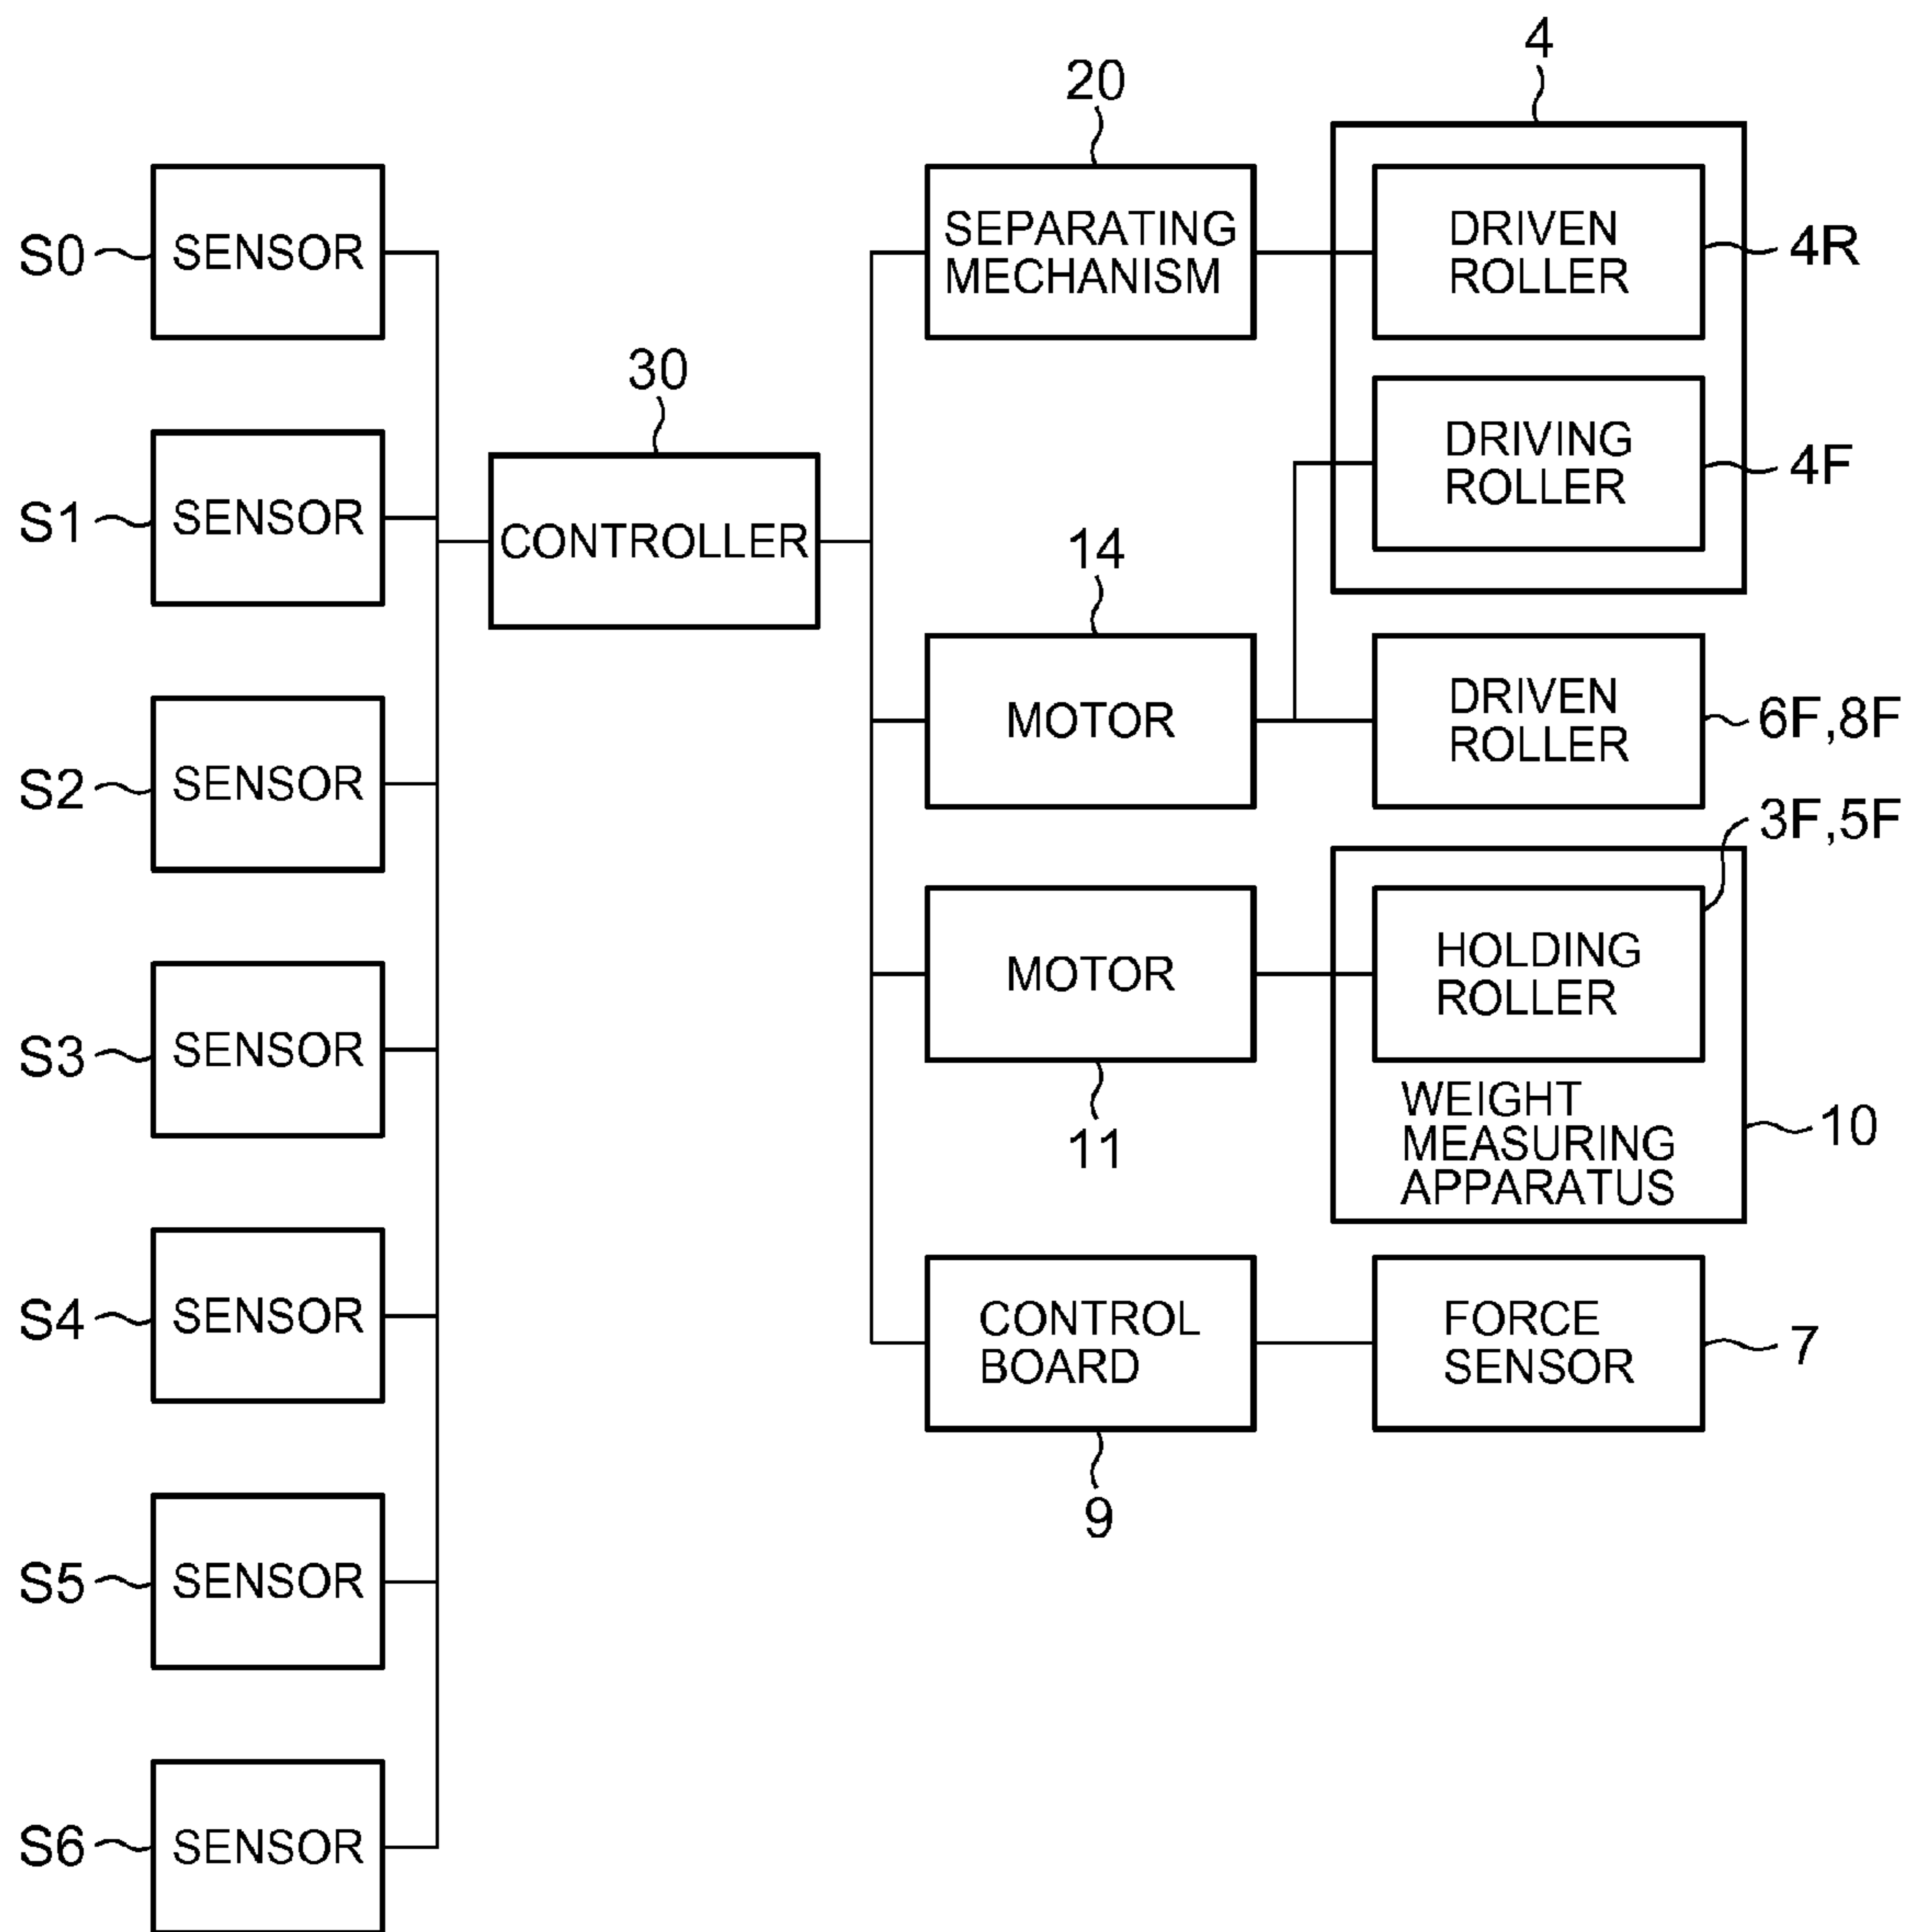 4
20
S0
SENSOR
SEPARATING
MECHANISM
DRIVEN
ROLLER
4R
30
S1
SENSOR
CONTROLLER
DRIVING
ROLLER
4F
14
S2
SENSOR
MOTOR
DRIVEN
ROLLER
6F,8F
3F,5F
S3
SENSOR
MOTOR
HOLDING
ROLLER
11
WEIGHT
MEASURING
APPARATUS
10
S4
SENSOR
CONTROL
BOARD
FORCE
SENSOR
7
9
S5
SENSOR
S6
SENSOR